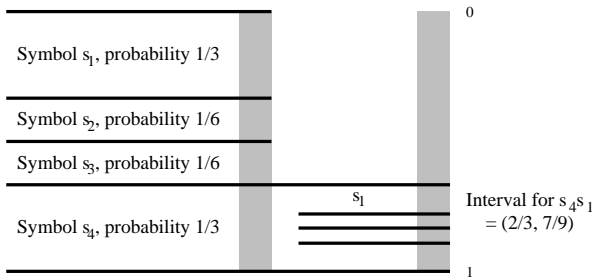 0
Symbol s₁, probability 1/3
Symbol s₂, probability 1/6
Symbol s₃, probability 1/6
s₁
Symbol s₄, probability 1/3
Interval for s₄s₁
= (2/3, 7/9)
1